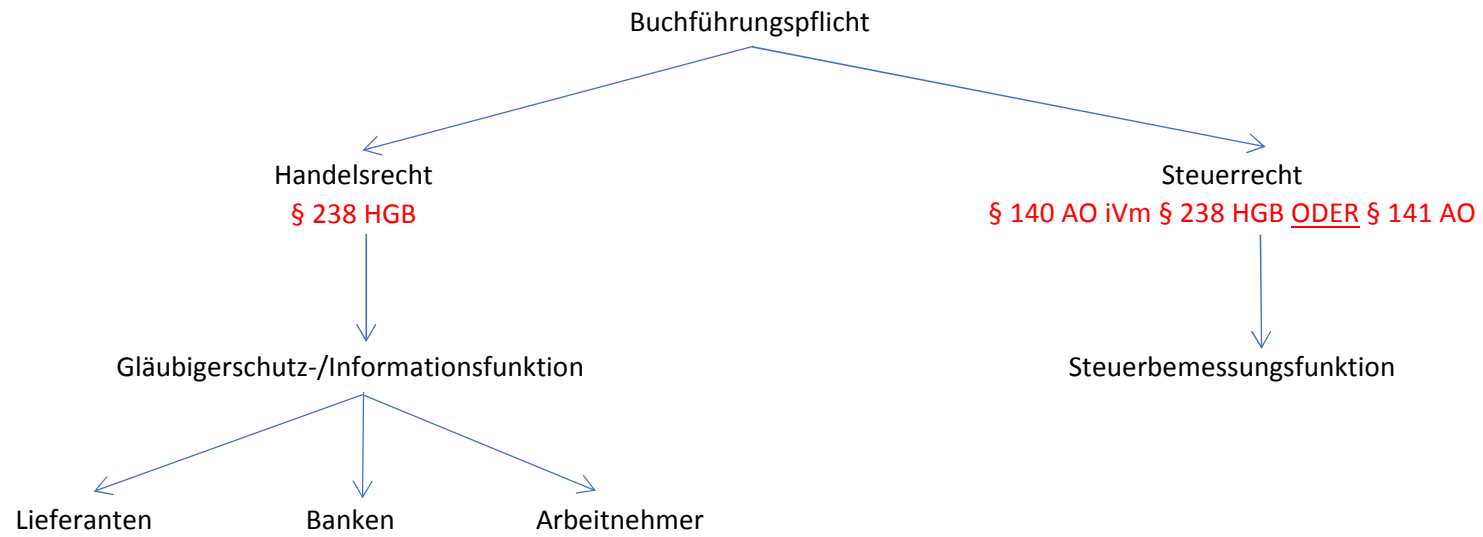 Buchführungspflicht
Handelsrecht
§ 238 HGB
Steuerrecht
§ 140 AO iVm § 238 HGB ODER § 141 AO
Gläubigerschutz-/Informationsfunktion
Steuerbemessungsfunktion
Lieferanten
Banken
Arbeitnehmer